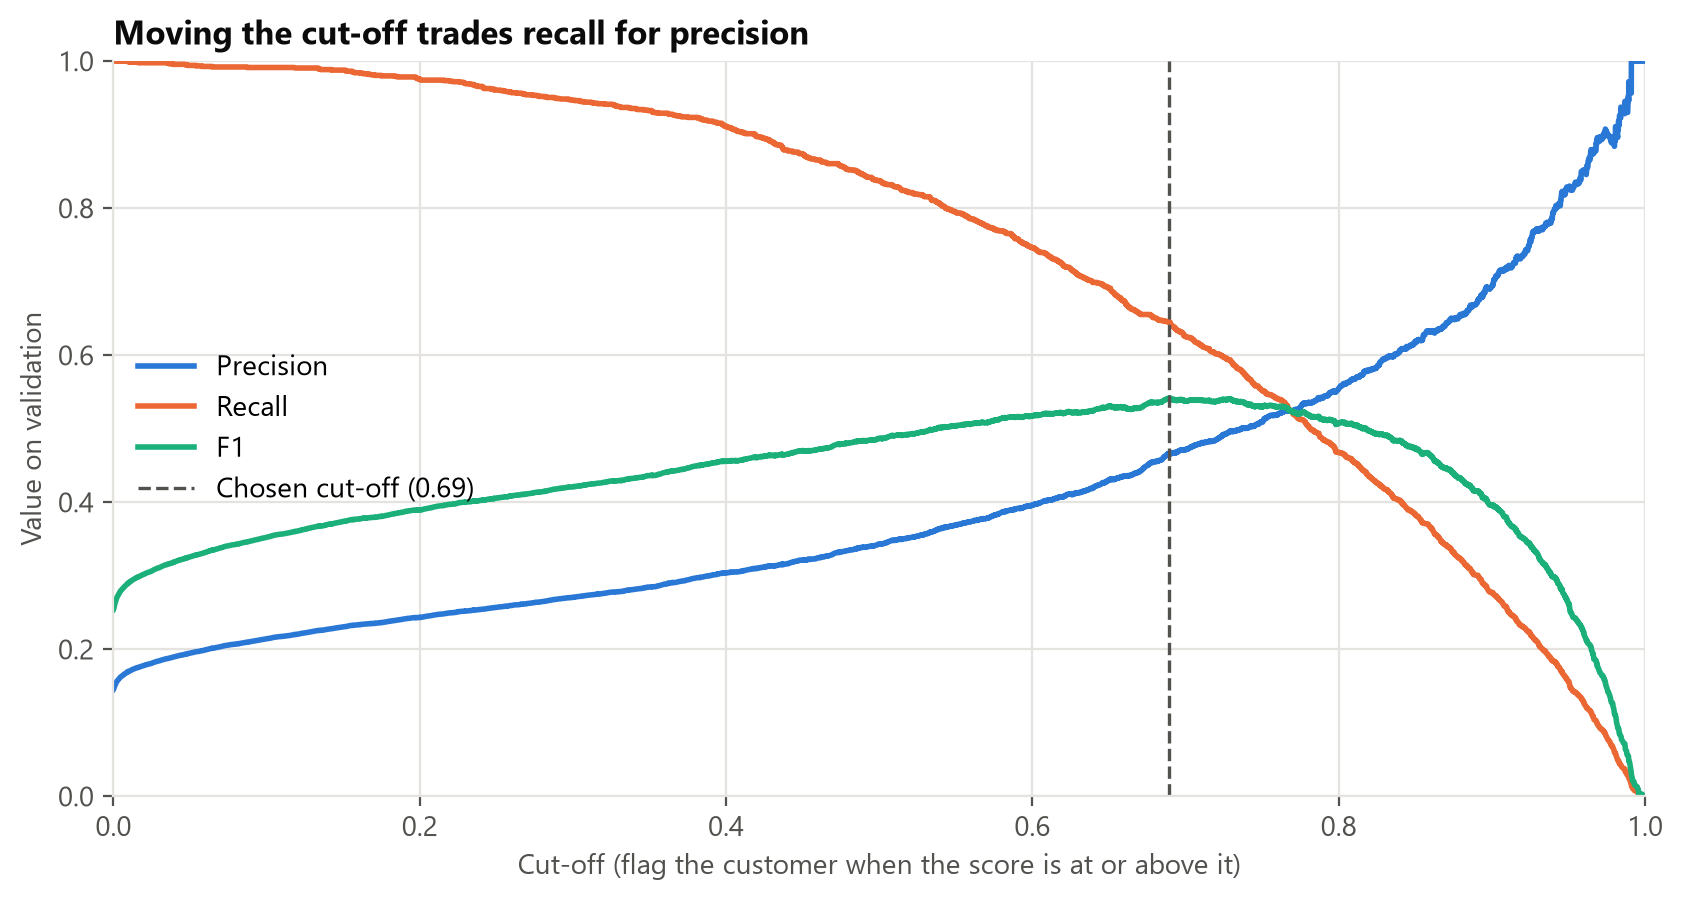 Moving the cut-off trades recall for precision
Value on validation
1.0
0.8
0.6
0.4
0.2
0.0
Precision
Recall
F1
Chosen cut-off (0.69)
0.0 0.2 0.4 0.6 0.8 1.0
Cut-off (flag the customer when the score is at or above it)